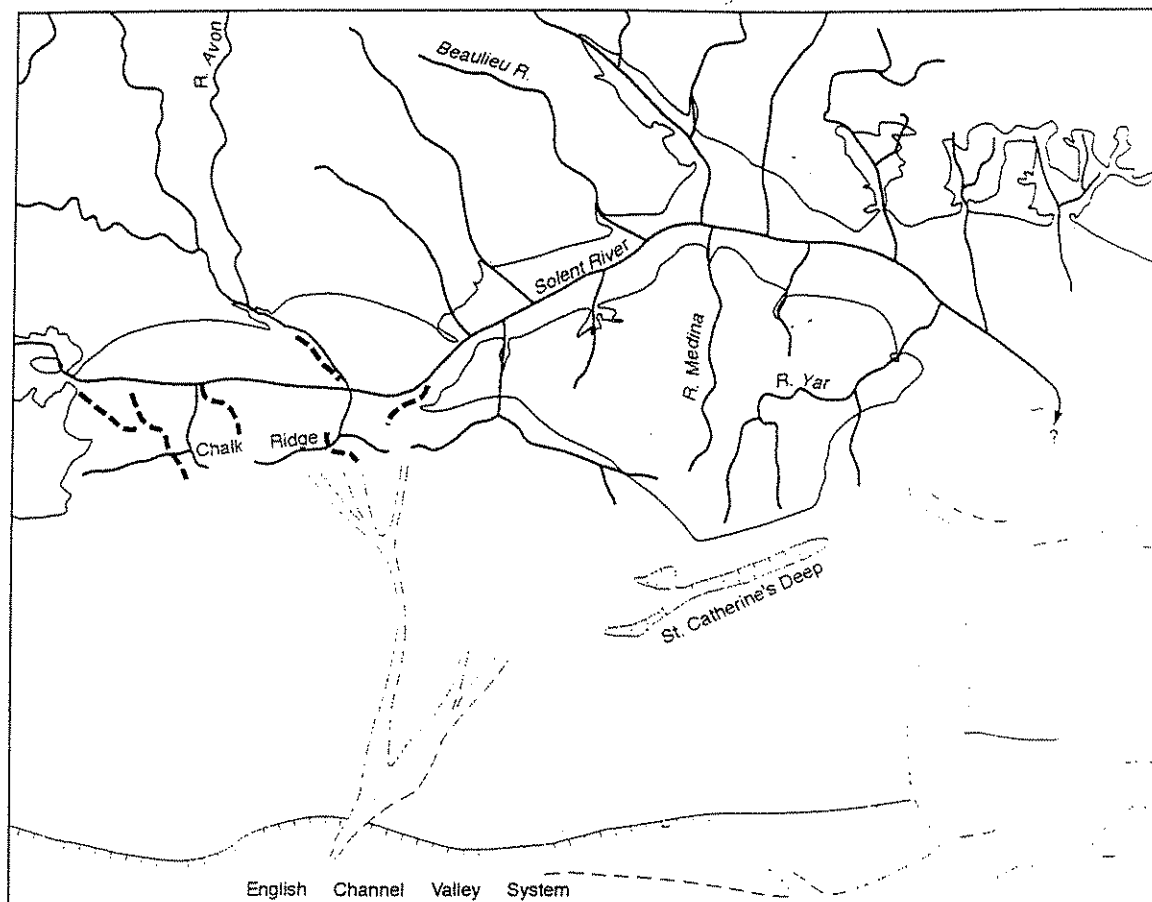 R. Avon
Beaulieu R.
Solent River
R. Medina
R. Yar
Chalk Ridge
?
St. Catherine's Deep
English Channel Valley System